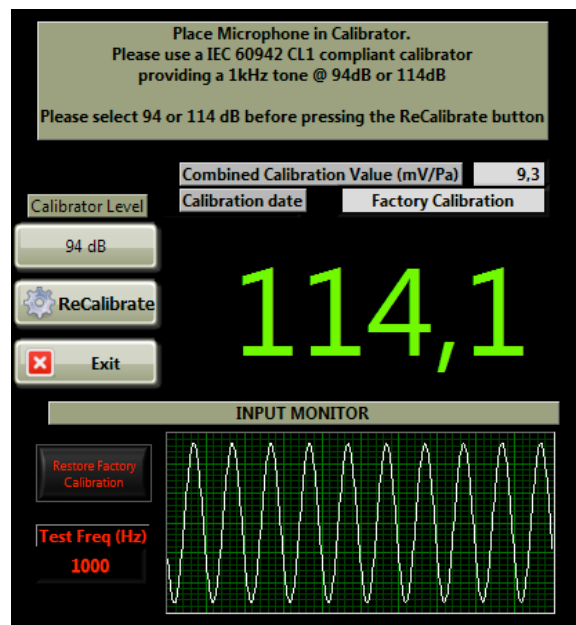 Place Microphone in Calibrator.
Please use a IEC 60942 CL1 compliant calibrator
providing a 1kHz tone @ 94dB or 114dB
Please select 94 or 114 dB before pressing the ReCalibrate button
Combined Calibration Value (mV/Pa) 9,3
Calibration date Factory Calibration
Calibrator Level
94 dB
ReCalibrate
Exit
114,1
INPUT MONITOR
Restore Factory
Calibration
Test Freq (Hz)
1000